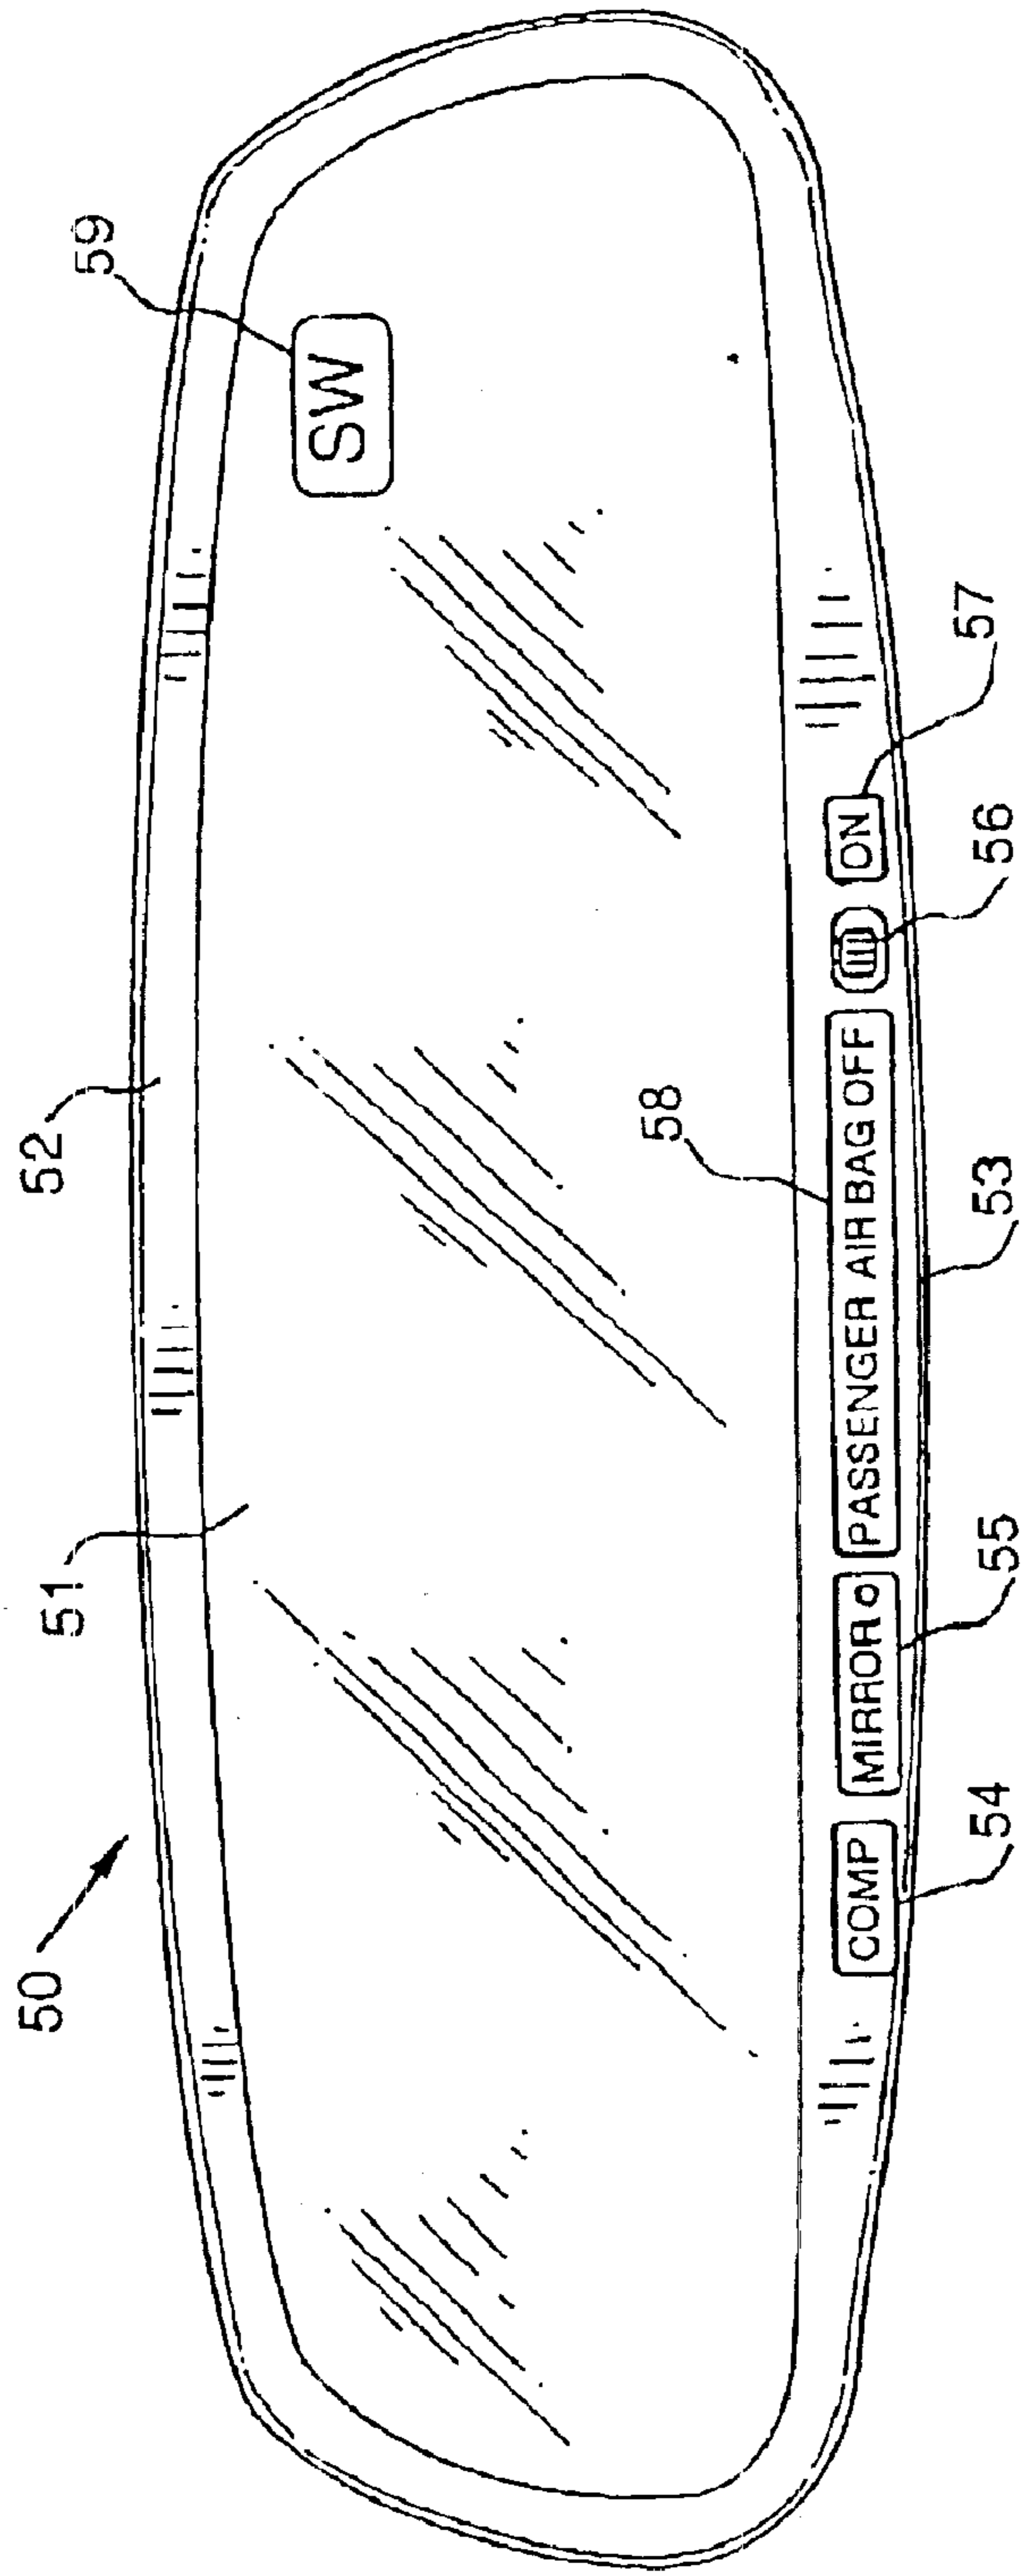 50
51
52
59
SW
58
COMP
MIRROR
PASSENGER AIR BAG OFF
ON
54
55
53
56
57